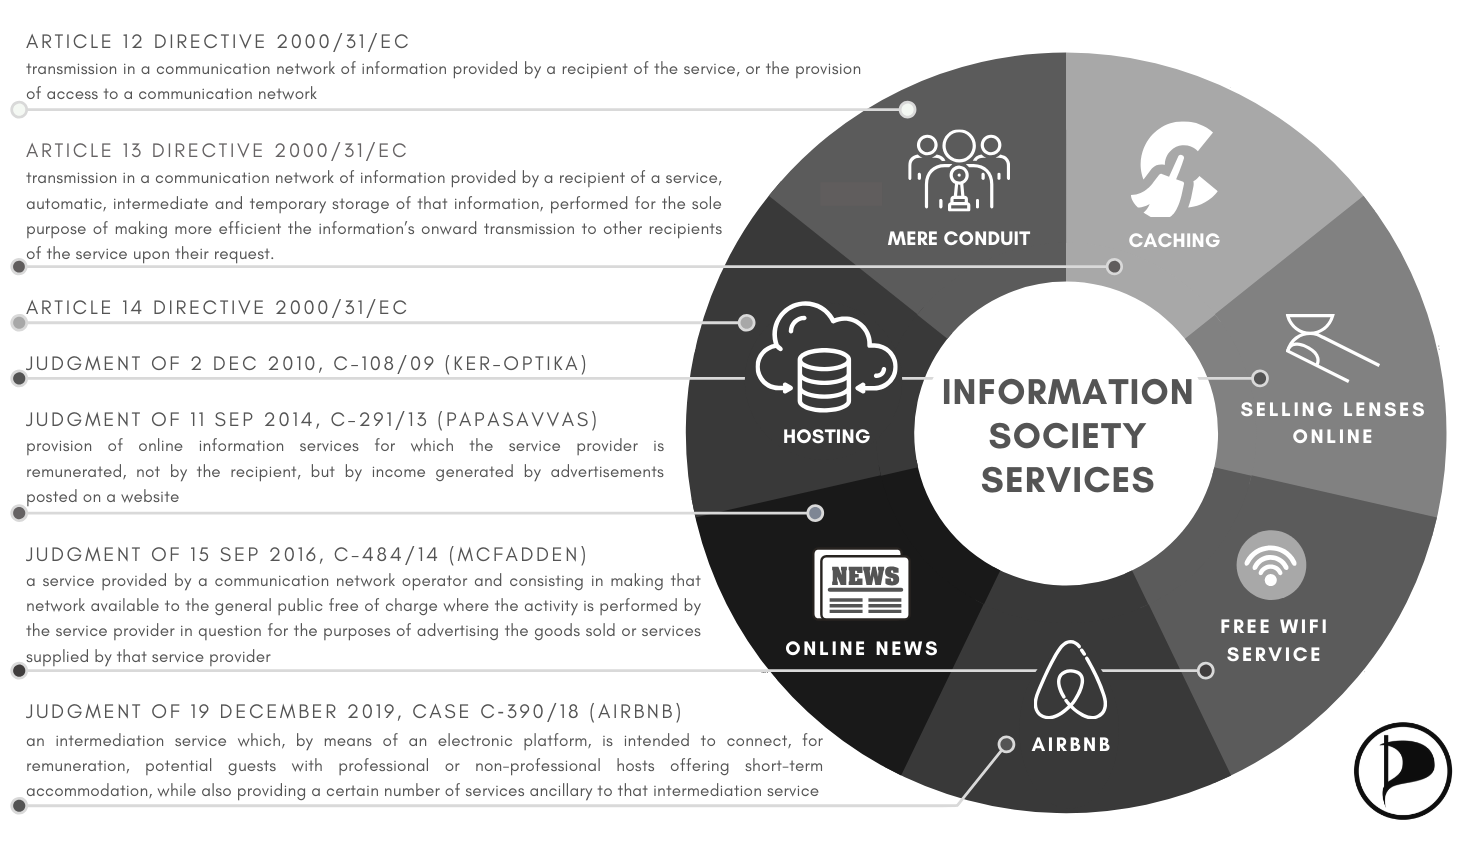 ARTICLE 12 DIRECTIVE 2000/31/EC
transmission in a communication network of information provided by a recipient of the service, or the provision
of access to a communication network
ARTICLE 13 DIRECTIVE 2000/31/EC
transmission in a communication network of information provided by a recipient of a service,
automatic, intermediate and temporary storage of that information, performed for the sole
purpose of making more efficient the information's onward transmission to other recipients
of the service upon their request.
ARTICLE 14 DIRECTIVE 2000/31/EC
JUDGMENT OF 2 DEC 2010, C-108/09 (KER-OPTIKA)
JUDGMENT OF 11 SEP 2014, C-291/13 (PAPASAVVAS)
provision of online information services for which the service provider is
remunerated, not by the recipient, but by income generated by advertisements
posted on a website
JUDGMENT OF 15 SEP 2016, C-484/14 (MCFADDEN)
a service provided by a communication network operator and consisting in making that
network available to the general public free of charge where the activity is performed by
the service provider in question for the purposes of advertising the goods sold or services
supplied by that service provider
JUDGMENT OF 19 DECEMBER 2019, CASE C-390/18 (AIRBNB)
an intermediation service which, by means of an electronic platform, is intended to connect, for
remuneration, potential guests with professional or non-professional hosts offering short-term
accommodation, while also providing a certain number of services ancillary to that intermediation service
MERE CONDUIT
CACHING
HOSTING
SELLING LENSES
ONLINE
INFORMATION
SOCIETY
SERVICES
NEWS
ONLINE NEWS
FREE WIFI
SERVICE
AIRBNB